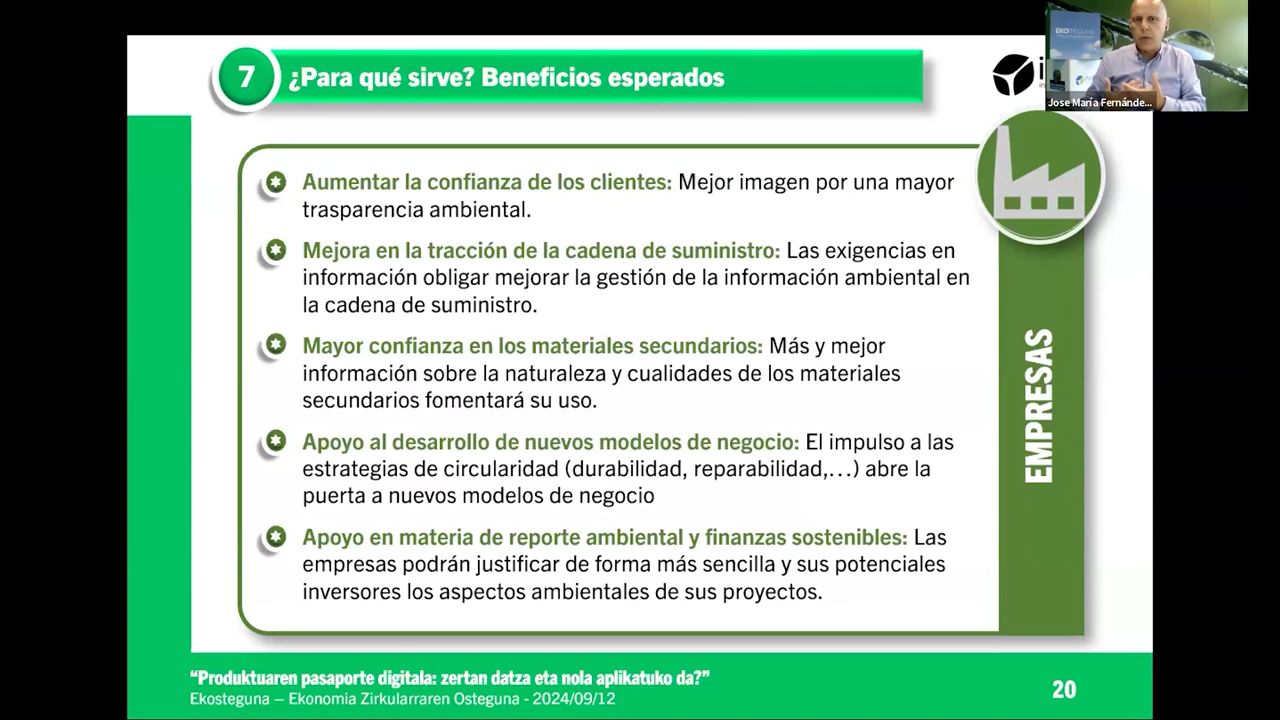 7
¿Para qué sirve? Beneficios esperados
Jose María Fernánde...
Aumentar la confianza de los clientes: Mejor imagen por una mayor
trasparencia ambiental.
Mejora en la tracción de la cadena de suministro: Las exigencias en
información obligar mejorar la gestión de la información ambiental en
la cadena de suministro.
Mayor confianza en los materiales secundarios: Más y mejor
información sobre la naturaleza y cualidades de los materiales
secundarios fomentará su uso.
Apoyo al desarrollo de nuevos modelos de negocio: El impulso a las
estrategias de circularidad (durabilidad, reparabilidad,…) abre la
puerta a nuevos modelos de negocio
Apoyo en materia de reporte ambiental y finanzas sostenibles: Las
empresas podrán justificar de forma más sencilla y sus potenciales
inversores los aspectos ambientales de sus proyectos.
EMPRESAS
“Produktuaren pasaporte digitala: zertan datza eta nola aplikatuko da?”
Ekosteguna – Ekonomia Zirkularraren Osteguna - 2024/09/12
20